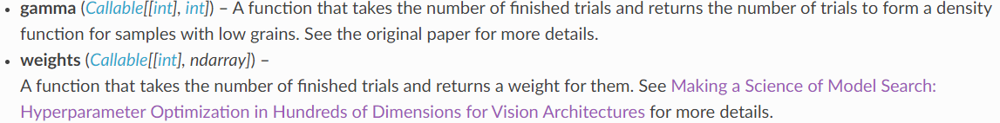 • gamma (Callable[[int], int]) – A function that takes the number of finished trials and returns the number of trials to form a density
function for samples with low grains. See the original paper for more details.
• weights (Callable[[int], ndarray]) –
A function that takes the number of finished trials and returns a weight for them. See Making a Science of Model Search:
Hyperparameter Optimization in Hundreds of Dimensions for Vision Architectures for more details.